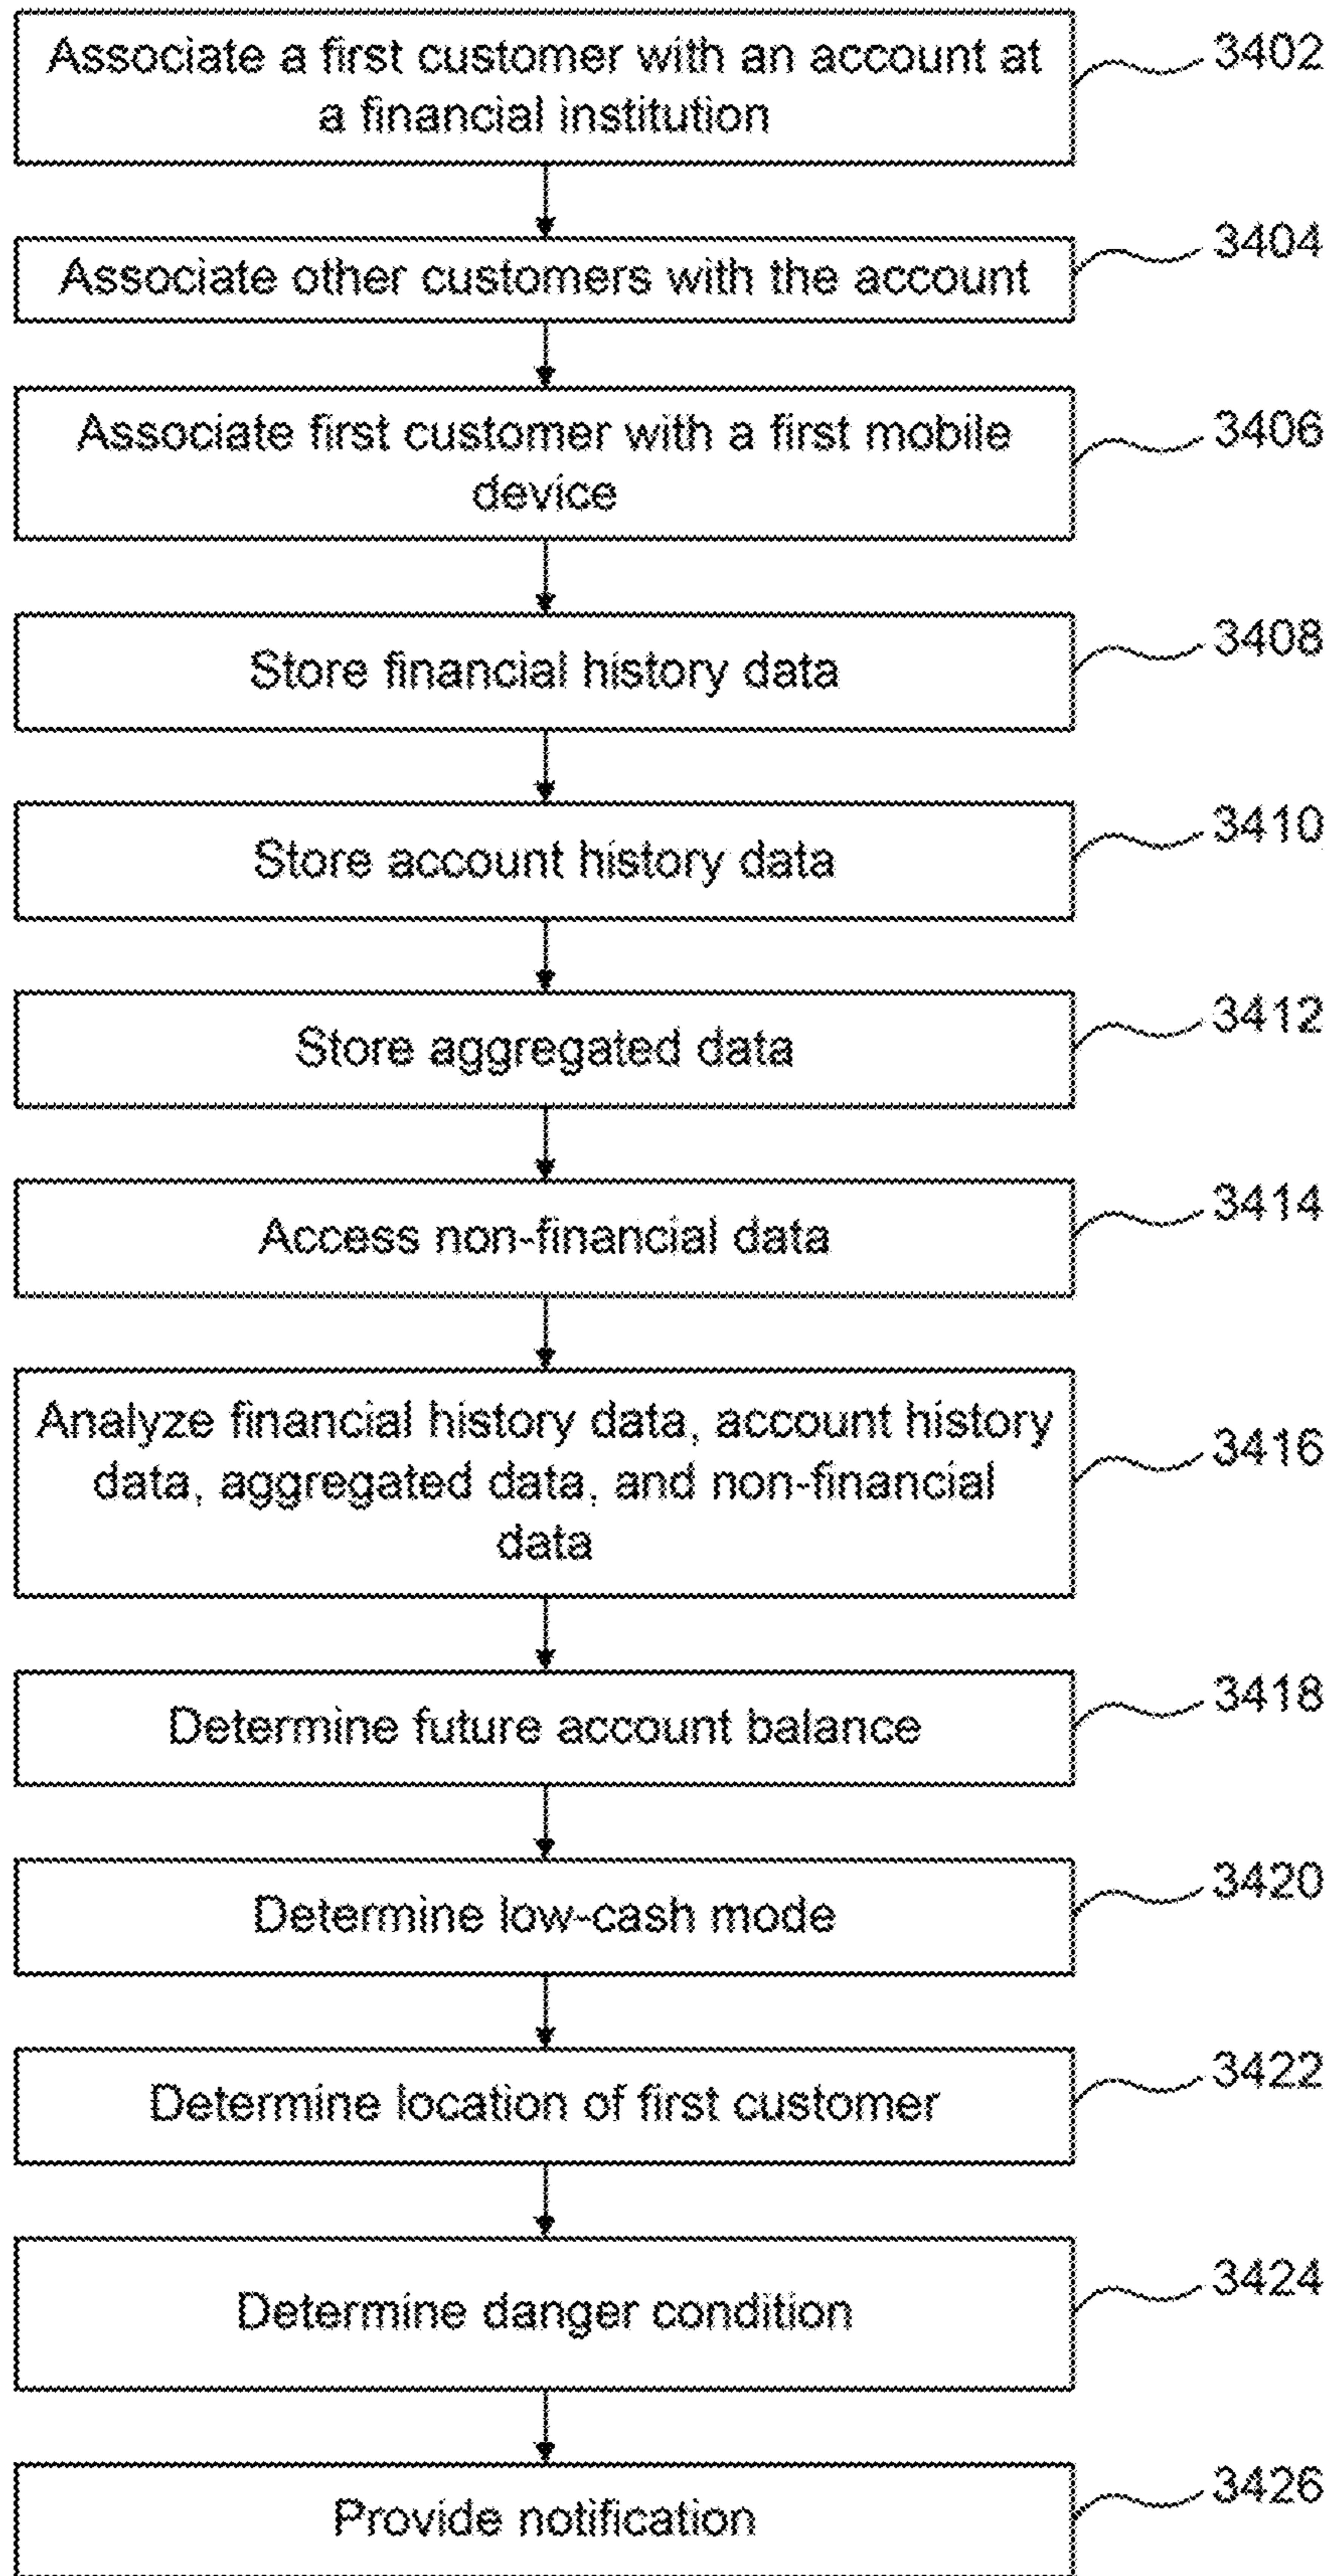 Associate a first customer with an account at
a financial institution
3402
Associate other customers with the account
3404
Associate first customer with a first mobile
device
3406
Store financial history data
3408
Store account history data
3410
Store aggregated data
3412
Access non-financial data
3414
Analyze financial history data, account history
data, aggregated data, and non-financial
data
3416
Determine future account balance
3418
Determine low-cash mode
3420
Determine location of first customer
3422
Determine danger condition
3424
Provide notification
3426